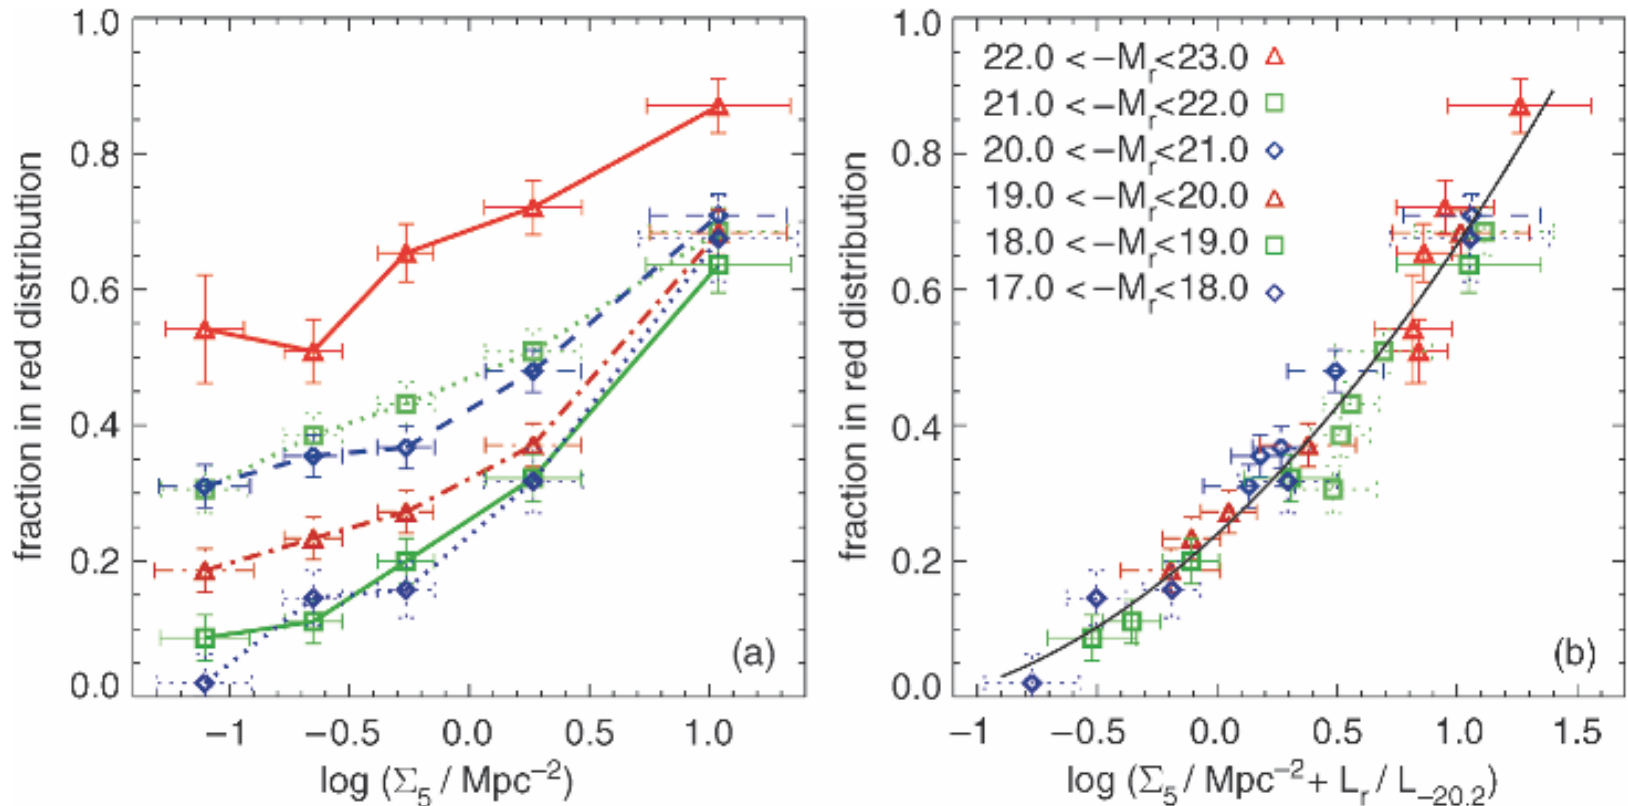 fraction in red distribution
1.0
0.8
0.6
0.4
0.2
0.0
−1
−0.5
0.0
0.5
1.0
log (Σ5 / Mpc−2)
(a)
fraction in red distribution
1.0
0.8
0.6
0.4
0.2
0.0
22.0 <−Mr<23.0
21.0 <−Mr<22.0
20.0 <−Mr<21.0
19.0 <−Mr<20.0
18.0 <−Mr<19.0
17.0 <−Mr<18.0
(b)
−1
−0.5
0.0
0.5
1.0
1.5
log (Σ5 / Mpc−2 + Lr / L−20.2)